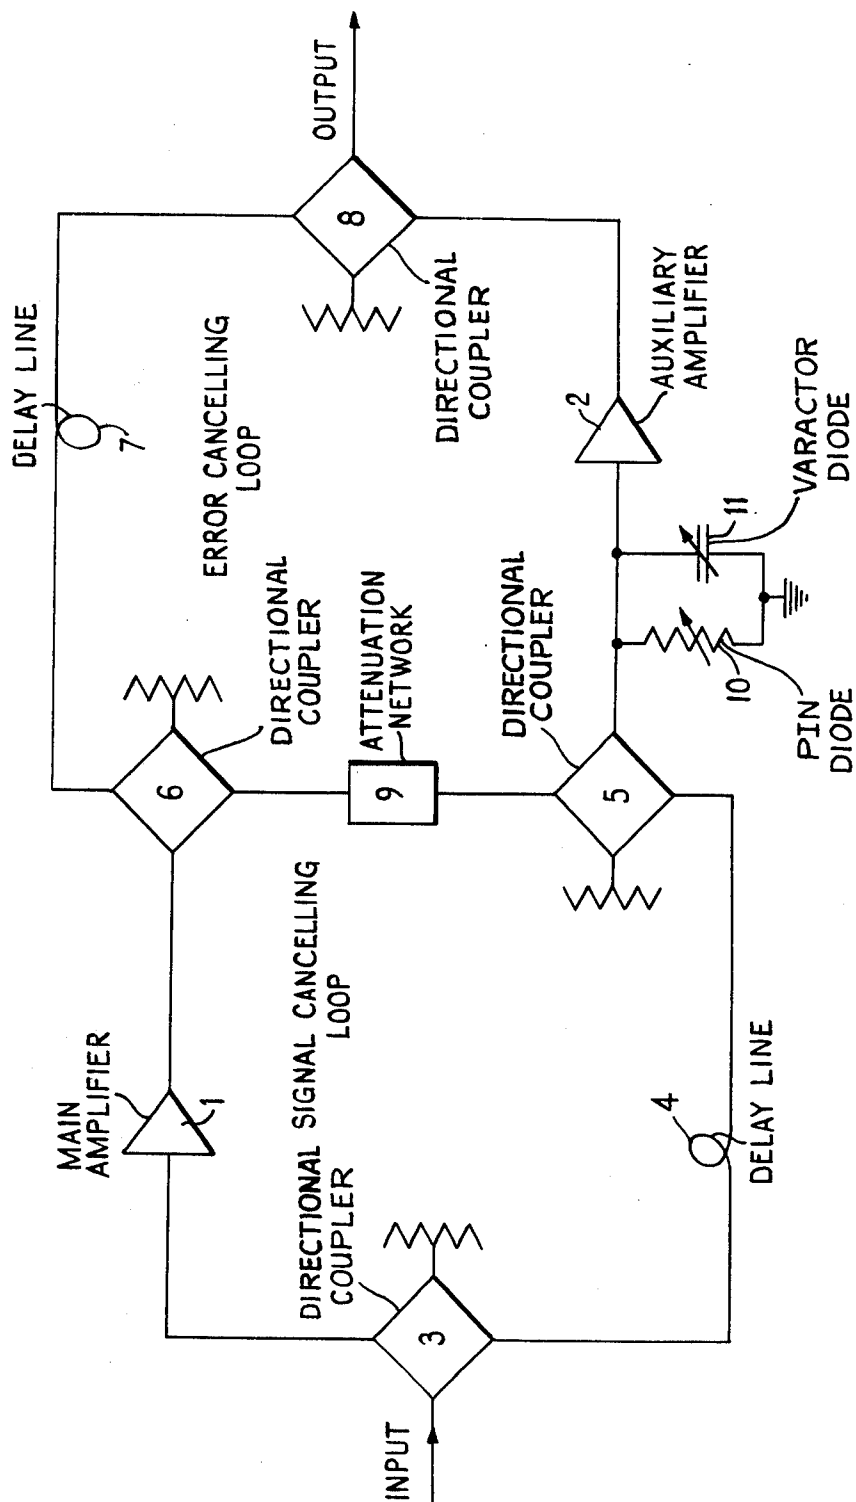 INPUT
3
DIRECTIONAL
COUPLER
MAIN
AMPLIFIER
1
SIGNAL CANCELLING
LOOP
4
DELAY LINE
6
DIRECTIONAL
COUPLER
9
ATTENUATION
NETWORK
5
DIRECTIONAL
COUPLER
10
PIN
DIODE
11
VARACTOR
DIODE
2
AUXILIARY
AMPLIFIER
DELAY LINE
7
ERROR CANCELLING
LOOP
8
DIRECTIONAL
COUPLER
OUTPUT